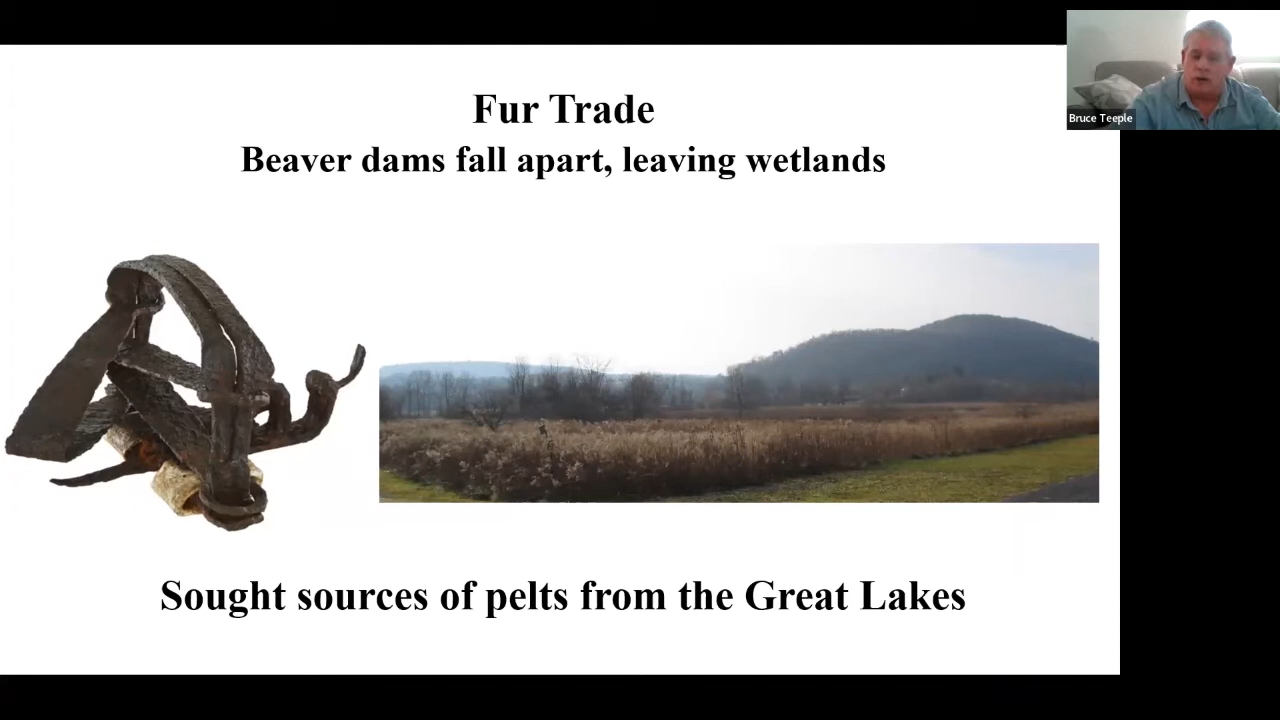 Fur Trade
Beaver dams fall apart, leaving wetlands
Sought sources of pelts from the Great Lakes
Bruce Teeple